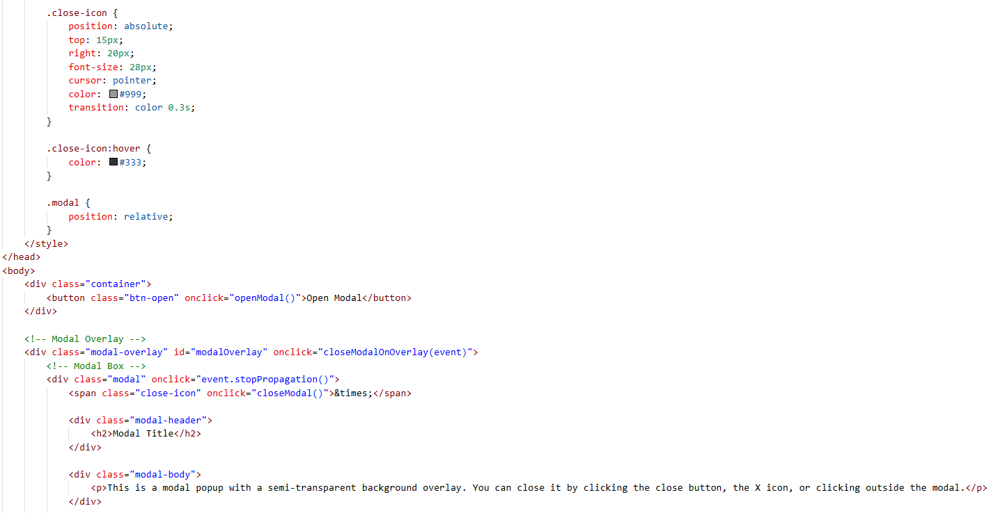 .close-icon {
position: absolute;
top: 15px;
right: 20px;
font-size: 28px;
cursor: pointer;
color: #999;
transition: color 0.3s;
}
.close-icon:hover {
color: #333;
}
.modal {
position: relative;
}
</style>
</head>
<body>
<div class="container">
<button class="btn-open" onclick="openModal()">Open Modal</button>
</div>
<!-- Modal Overlay -->
<div class="modal-overlay" id="modalOverlay" onclick="closeModalOnOverlay(event)">
<!-- Modal Box -->
<div class="modal" onclick="event.stopPropagation()">
<span class="close-icon" onclick="closeModal()">&times;</span>
<div class="modal-header">
<h2>Modal Title</h2>
</div>
<div class="modal-body">
<p>This is a modal popup with a semi-transparent background overlay. You can close it by clicking the close button, the X icon, or clicking outside the modal.</p>
</div>